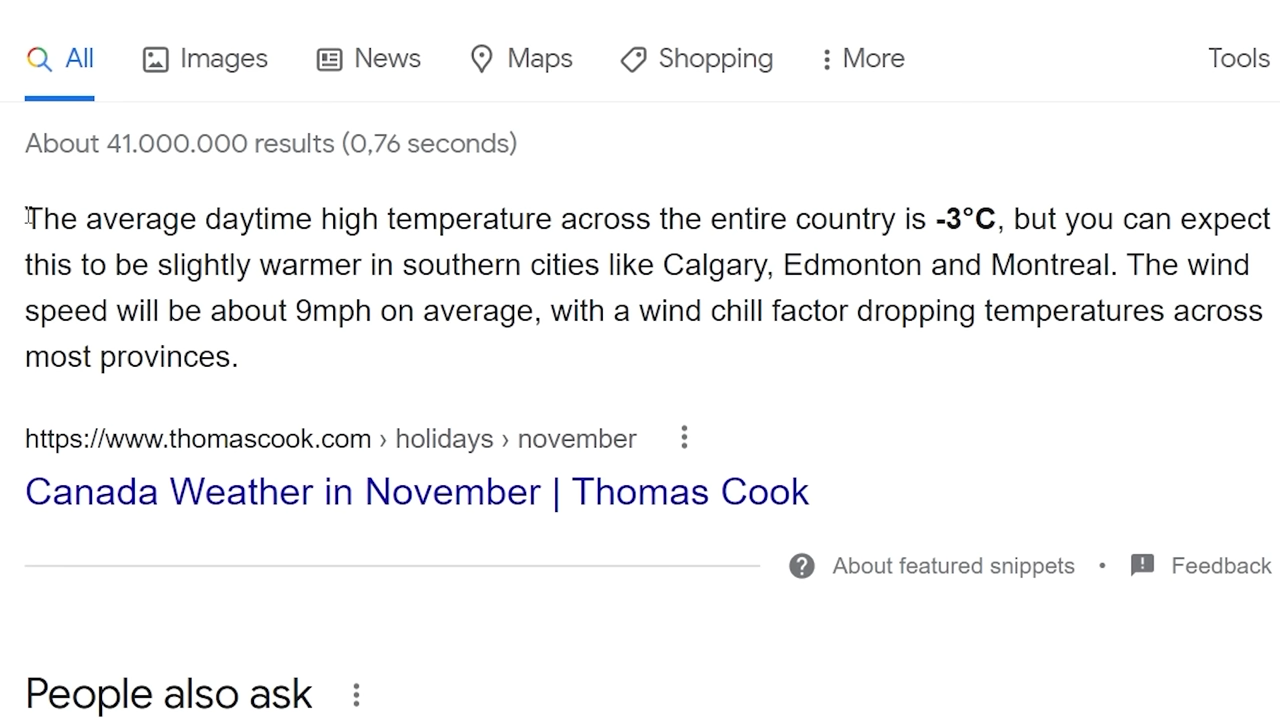 All Images News Maps Shopping More Tools
About 41.000.000 results (0,76 seconds)
The average daytime high temperature across the entire country is -3°C, but you can expect
this to be slightly warmer in southern cities like Calgary, Edmonton and Montreal. The wind
speed will be about 9mph on average, with a wind chill factor dropping temperatures across
most provinces.
https://www.thomascook.com › holidays › november
Canada Weather in November | Thomas Cook
About featured snippets • Feedback
People also ask